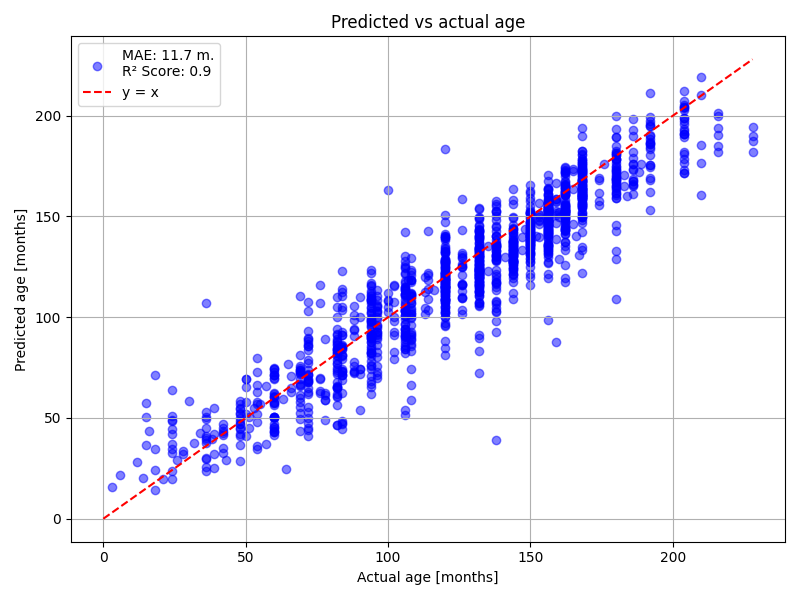 Predicted vs actual age
MAE: 11.7 m.
R² Score: 0.9
y = x
Predicted age [months]
200
150
100
50
0
0 50 100 150 200
Actual age [months]